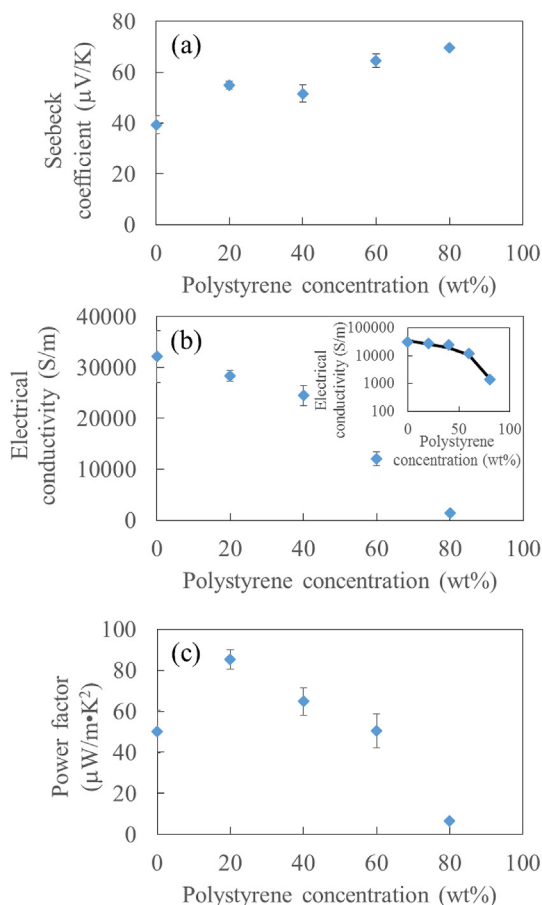 (a)
Seebeck
coefficient (µV/K)
80
60
40
20
0
0 20 40 60 80 100
Polystyrene concentration (wt%)
(b)
Electrical
conductivity (S/m)
40000
30000
20000
10000
0
0 20 40 60 80 100
Polystyrene concentration (wt%)
Electrical
conductivity (S/m)
100000
10000
1000
100
0 50 100
Polystyrene
concentration (wt%)
(c)
Power factor
(µW/m•K²)
100
80
60
40
20
0
0 20 40 60 80 100
Polystyrene concentration (wt%)